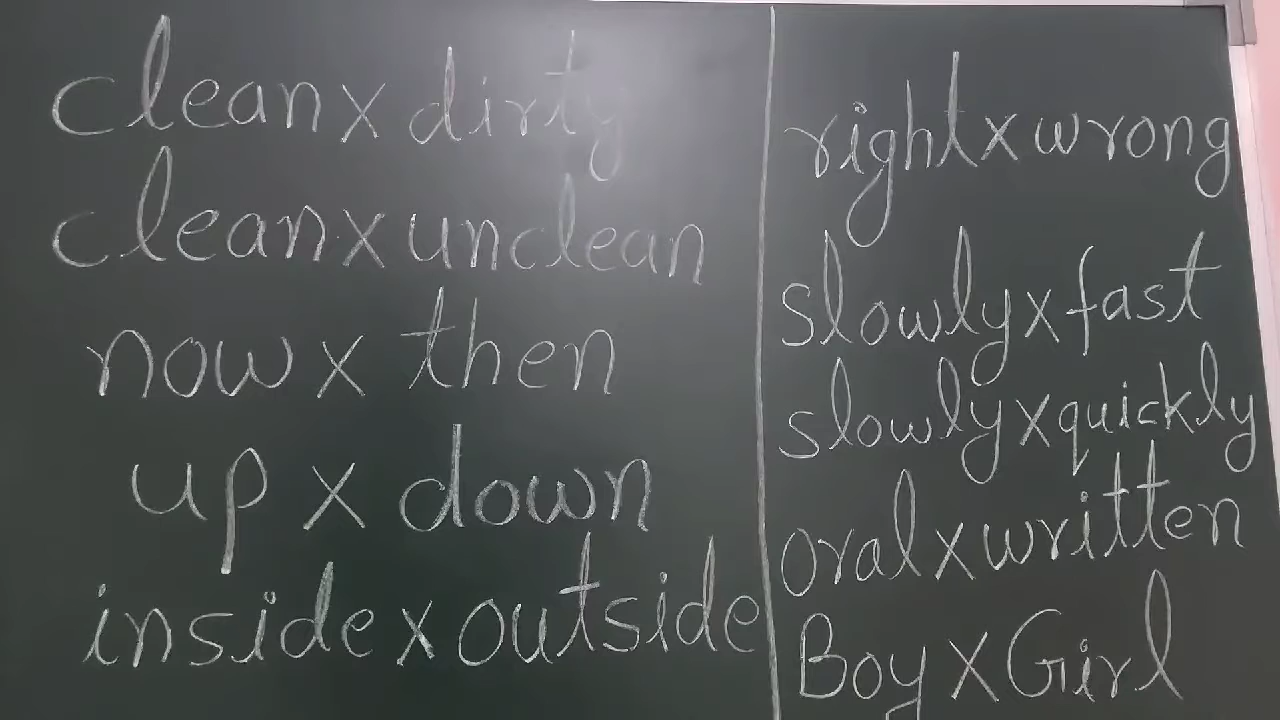 clean x dirty
clean x unclean
now x then
up x down
inside x outside
right x wrong
slowly x fast
slowly x quickly
oral x written
Boy x Girl